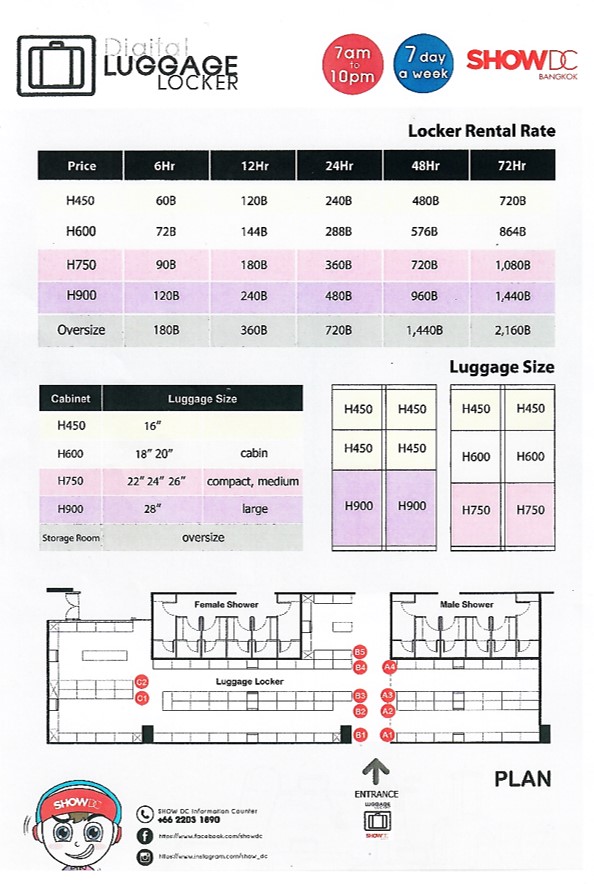 Digital
LUGGAGE
LOCKER
7am
to
10pm
7 day
a week
SHOWDC
BANGKOK
Locker Rental Rate
Price 6Hr 12Hr 24Hr 48Hr 72Hr
H450 60B 120B 240B 480B 720B
H600 72B 144B 288B 576B 864B
H750 90B 180B 360B 720B 1,080B
H900 120B 240B 480B 960B 1,440B
Oversize 180B 360B 720B 1,440B 2,160B
Luggage Size
Cabinet Luggage Size
H450 16”
H600 18” 20” cabin
H750 22” 24” 26” compact, medium
H900 28” large
Storage Room oversize
H450 H450 H450 H450
H450 H450 H600 H600
H900 H900 H750 H750
Female Shower Male Shower
B5
B4 A4
Luggage Locker
C2
C1
B3 A3
B2 A2
B1 A1
ENTRANCE
LUGGAGE
LOCKER
SHOWDC
PLAN
SHOWDC
SHOW DC Information Counter
+66 2203 1890
https://www.facebook.com/showdc
https://www.instagram.com/show_dc